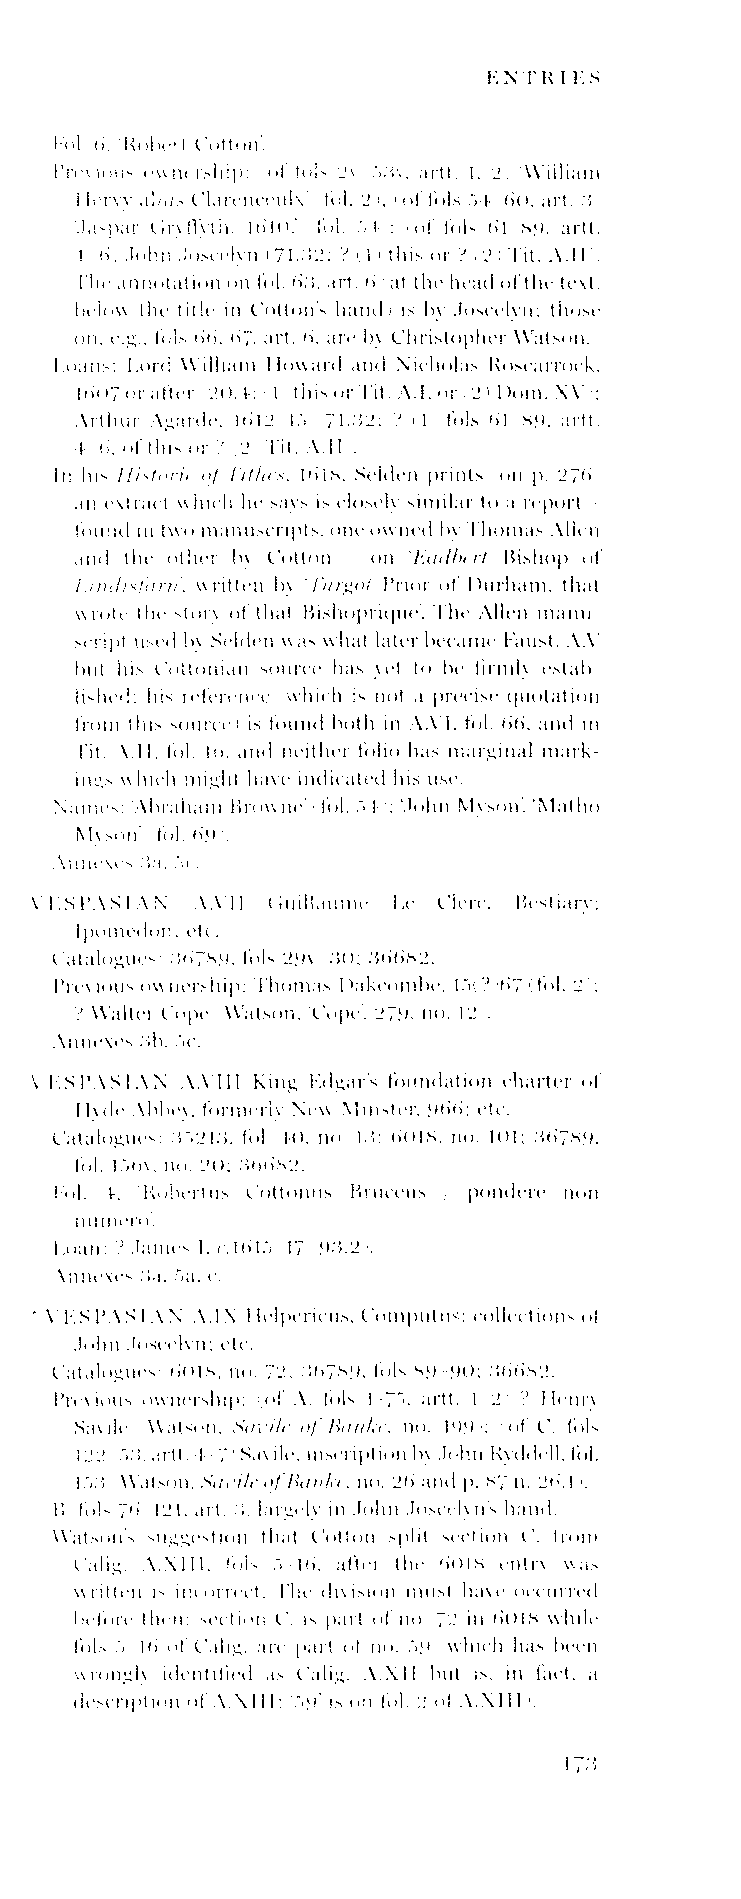 ENTRIES
Fol. 6, 'Robert Cotton'.
Previous ownership: (of fols 2v–53v, artt. 1, 2) 'William
Hervy alias Clarenceulx' (fol. 2), (of fols 54–60, art. 3)
'Jaspar Gryffyth, 1610,' (fol. 54); (of fols 61–89, artt.
4–6) John Joscelyn (71.32: ? (1) this or ? (2) Tit. A.II).
The annotation on fol. 63, art. 6 (at the head of the text,
below the title in Cotton's hand) is by Joscelyn; those
on, e.g., fols 66, 67, art. 6, are by Christopher Watson.
Loans: Lord William Howard and Nicholas Roscarrock,
1607 or after (20.4: (1) this or Tit. A.I, or (2) Dom. XV);
Arthur Agarde, 1612–15 (71.32: ? (1) fols 61–89, artt.
4–6, of this or ? (2) Tit. A.II).
In his Historie of Tithes, 1618, Selden prints (on p. 276)
an extract which he says is closely similar to a report –
found in two manuscripts, one owned by Thomas Allen
and the other by Cotton – on 'Eadbert Bishop of
Lindisfarn', written by 'Turgot Prior of Durham, that
wrote the story of that Bishoprique'. The Allen manu-
script used by Selden was what later became Faust. A.V
but his Cottonian source has yet to be firmly estab-
lished: his reference (which is not a precise quotation
from this source) is found both in A.VI, fol. 66, and in
Tit. A.II, fol. 16, and neither folio has marginal mark-
ings which might have indicated his use.
Names: 'Abraham Browne' (fol. 54); 'John Myson', 'Matho
Myson' (fol. 69).
Annexes 3a, 5c.
VESPASIAN A.VII Guillaume Le Clerc, Bestiary;
Ipomedon, etc.
Catalogues: 36789, fols 29v–30; 36682.
Previous ownership: Thomas Dakcombe, 15(?)67 (fol. 2);
? Walter Cope (Watson, 'Cope', 279, no. 12).
Annexes 3b, 5c.
VESPASIAN A.VIII King Edgar's foundation charter of
Hyde Abbey, formerly New Minster, 966; etc.
Catalogues: 35213, fol. 40, no. 13; 6018, no. 101; 36789,
fol. 156v, no. 20; 36682.
Fol. 4, 'Robertus Cottonus Bruceus ; pondere non
numero'.
Loan: ? James I, c.1615–17 (93.2).
Annexes 3a, 5a, c.
* VESPASIAN A.IX Helpericus, Computus; collections of
John Joscelyn; etc.
Catalogues: 6018, no. 72; 36789, fols 89–90; 36682.
Previous ownership: (of A, fols 1–75, artt. 1–2) ? Henry
Savile (Watson, Savile of Banke, no. 199); (of C, fols
122–53, artt. 4–7) Savile, inscription by John Ryddell, fol.
153 (Watson, Savile of Banke, no. 26 and p. 87 n. 264).
B, fols 76–121, art. 3, largely in John Joscelyn's hand.
Watson's suggestion that Cotton split section C. from
Calig. A.XIII, fols 5–16, after the 6018 entry was
written is incorrect. The division must have occurred
before then: section C. is part of no. 72 in 6018 while
fols 5–16 of Calig. are part of no. 59 (which has been
wrongly identified as Calig. A.XII but is, in fact, a
description of A.XIII: '59' is on fol. 2 of A.XIII).
173